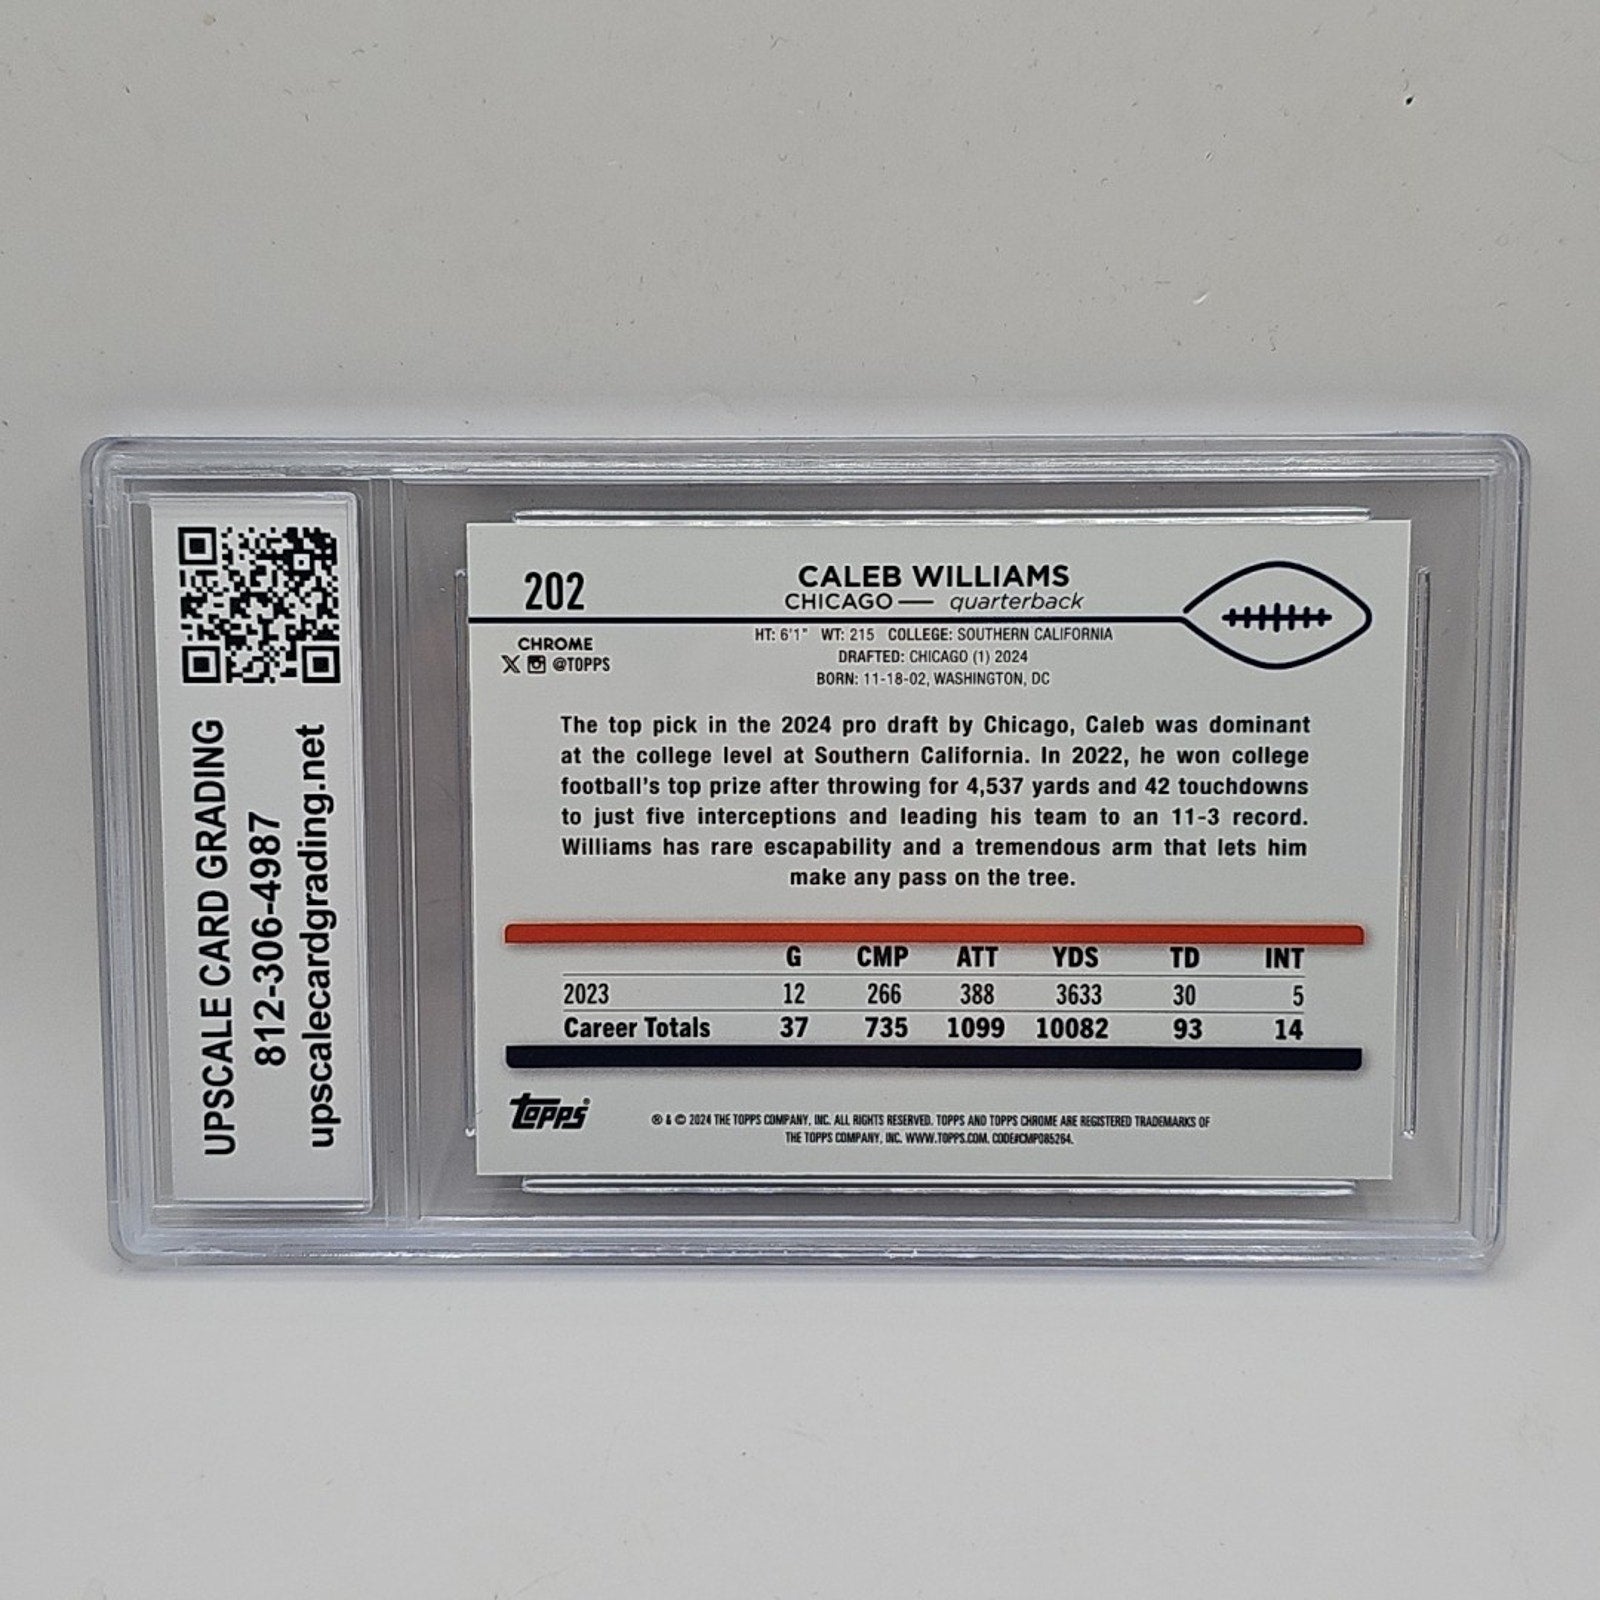 UPSCALE CARD GRADING
812-306-4987
upscalecardgrading.net
202
CALEB WILLIAMS
CHICAGO — quarterback
CHROME
@TOPPS
HT: 6'1" WT: 215 COLLEGE: SOUTHERN CALIFORNIA
DRAFTED: CHICAGO (1) 2024
BORN: 11-18-02, WASHINGTON, DC
The top pick in the 2024 pro draft by Chicago, Caleb was dominant
at the college level at Southern California. In 2022, he won college
football's top prize after throwing for 4,537 yards and 42 touchdowns
to just five interceptions and leading his team to an 11-3 record.
Williams has rare escapability and a tremendous arm that lets him
make any pass on the tree.
G CMP ATT YDS TD INT
2023 12 266 388 3633 30 5
Career Totals 37 735 1099 10082 93 14
Topps
® & © 2024 THE TOPPS COMPANY, INC. ALL RIGHTS RESERVED. TOPPS AND TOPPS CHROME ARE REGISTERED TRADEMARKS OF
THE TOPPS COMPANY, INC. WWW.TOPPS.COM. CODE#CMP085264.